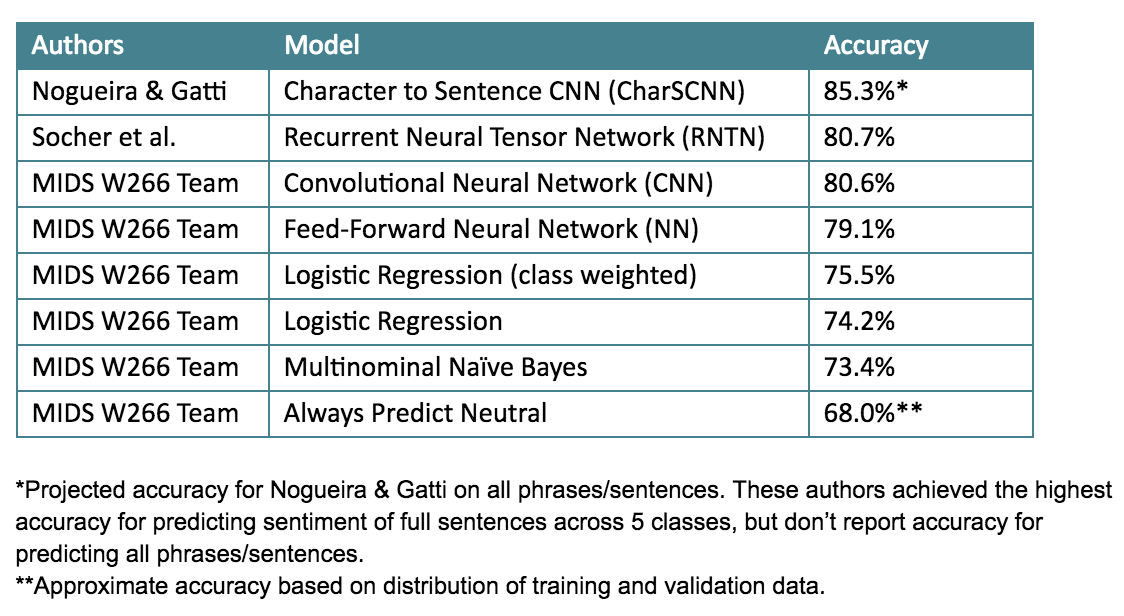 Authors Model Accuracy
Nogueira & Gatti Character to Sentence CNN (CharSCNN) 85.3%*
Socher et al. Recurrent Neural Tensor Network (RNTN) 80.7%
MIDS W266 Team Convolutional Neural Network (CNN) 80.6%
MIDS W266 Team Feed-Forward Neural Network (NN) 79.1%
MIDS W266 Team Logistic Regression (class weighted) 75.5%
MIDS W266 Team Logistic Regression 74.2%
MIDS W266 Team Multinominal Naïve Bayes 73.4%
MIDS W266 Team Always Predict Neutral 68.0%**
*Projected accuracy for Nogueira & Gatti on all phrases/sentences. These authors achieved the highest
accuracy for predicting sentiment of full sentences across 5 classes, but don’t report accuracy for
predicting all phrases/sentences.
**Approximate accuracy based on distribution of training and validation data.